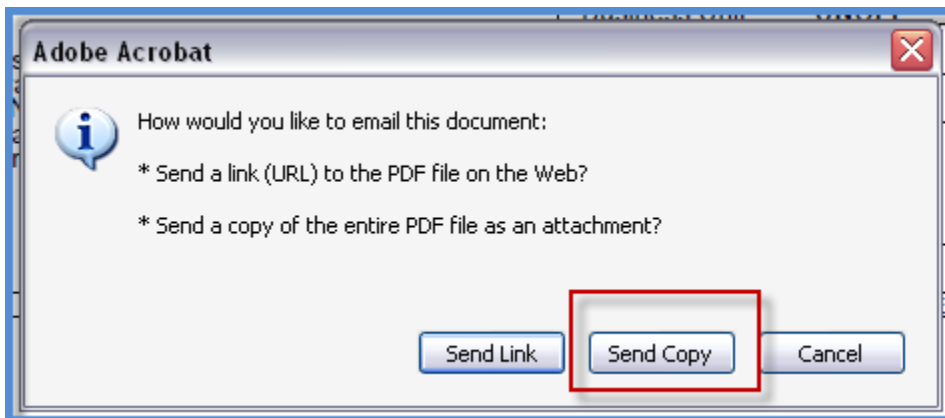 Adobe Acrobat
How would you like to email this document:
* Send a link (URL) to the PDF file on the Web?
* Send a copy of the entire PDF file as an attachment?
Send Link
Send Copy
Cancel